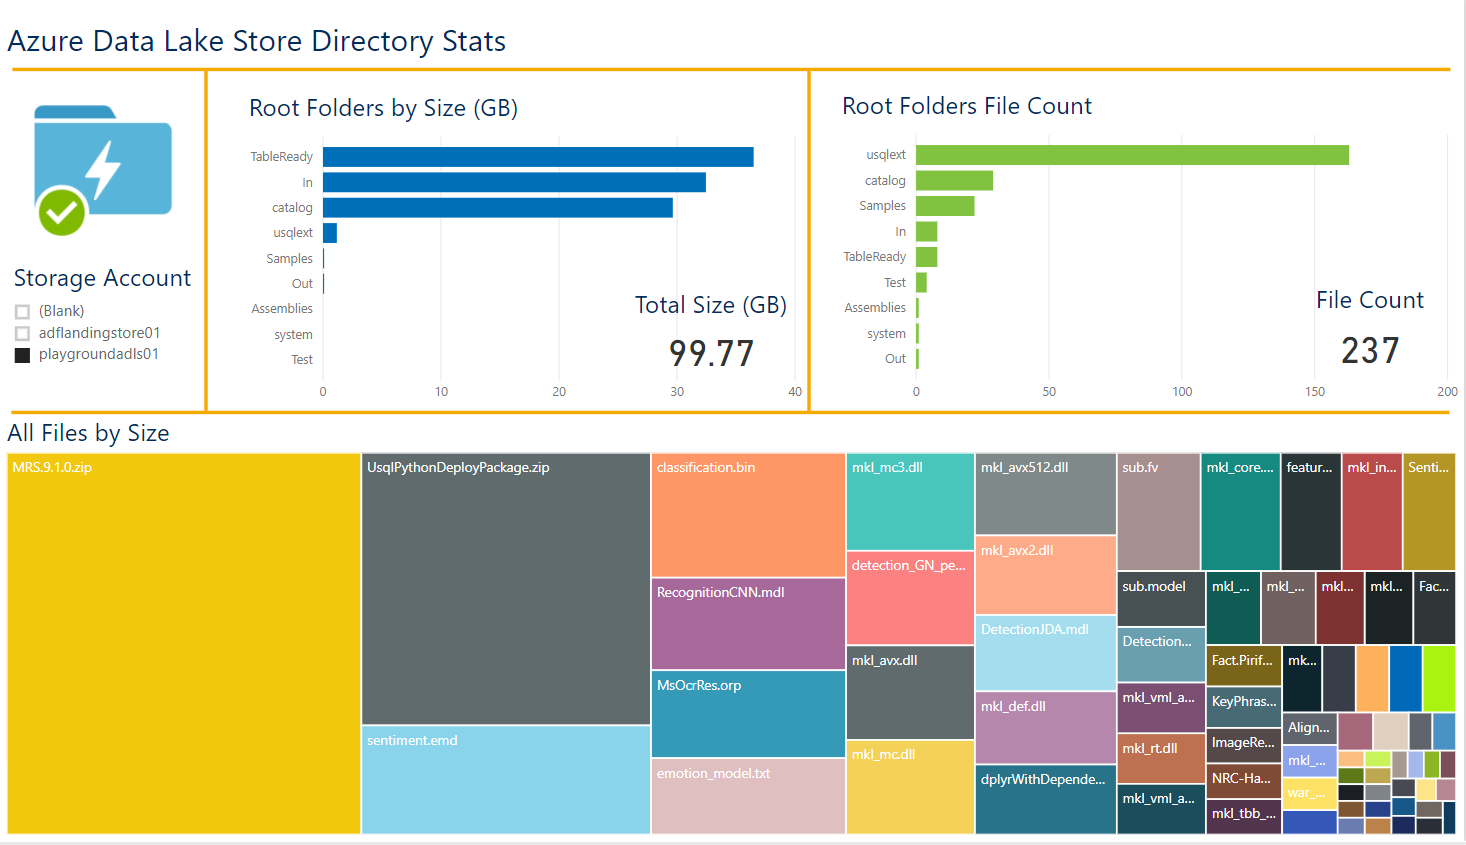 Azure Data Lake Store Directory Stats
Storage Account
(Blank)
adflandingstore01
playgroundadls01
Root Folders by Size (GB)
TableReady
In
catalog
usqlext
Samples
Out
Assemblies
system
Test
0 10 20 30 40
Total Size (GB)
99.77
Root Folders File Count
usqlext
catalog
Samples
In
TableReady
Test
Assemblies
system
Out
0 50 100 150 200
File Count
237
All Files by Size
MRS.9.1.0.zip
UsqlPythonDeployPackage.zip
sentiment.emd
classification.bin
RecognitionCNN.mdl
MsOcrRes.orp
emotion_model.txt
mkl_mc3.dll
detection_GN_pe...
mkl_avx.dll
mkl_mc.dll
mkl_avx512.dll
mkl_avx2.dll
DetectionJDA.mdl
mkl_def.dll
dplyrWithDepende...
sub.fv
mkl_core....
featur...
mkl_in...
Senti...
sub.model
Detection...
mkl_vml_a...
mkl_rt.dll
mkl_vml_a...
mkl_...
mkl_...
mkl...
mkl...
Fac...
Fact.Pirif...
KeyPhras...
ImageRe...
NRC-Ha...
mkl_tbb_...
mk...
Align...
mkl_...
war_...